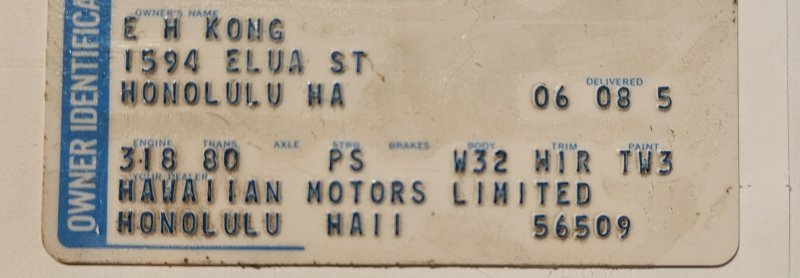 OWNER IDENTIFICA
OWNER'S NAME
E H KONG
1594 ELUA ST
DELIVERED
HONOLULU HA 06 08 5
ENGINE TRANS. AXLE STRG. BRAKES BODY TRIM PAINT
318 80 PS W32 H1R TW3
YOUR DEALER
HAWAIIAN MOTORS LIMITED
HONOLULU HAII 56509